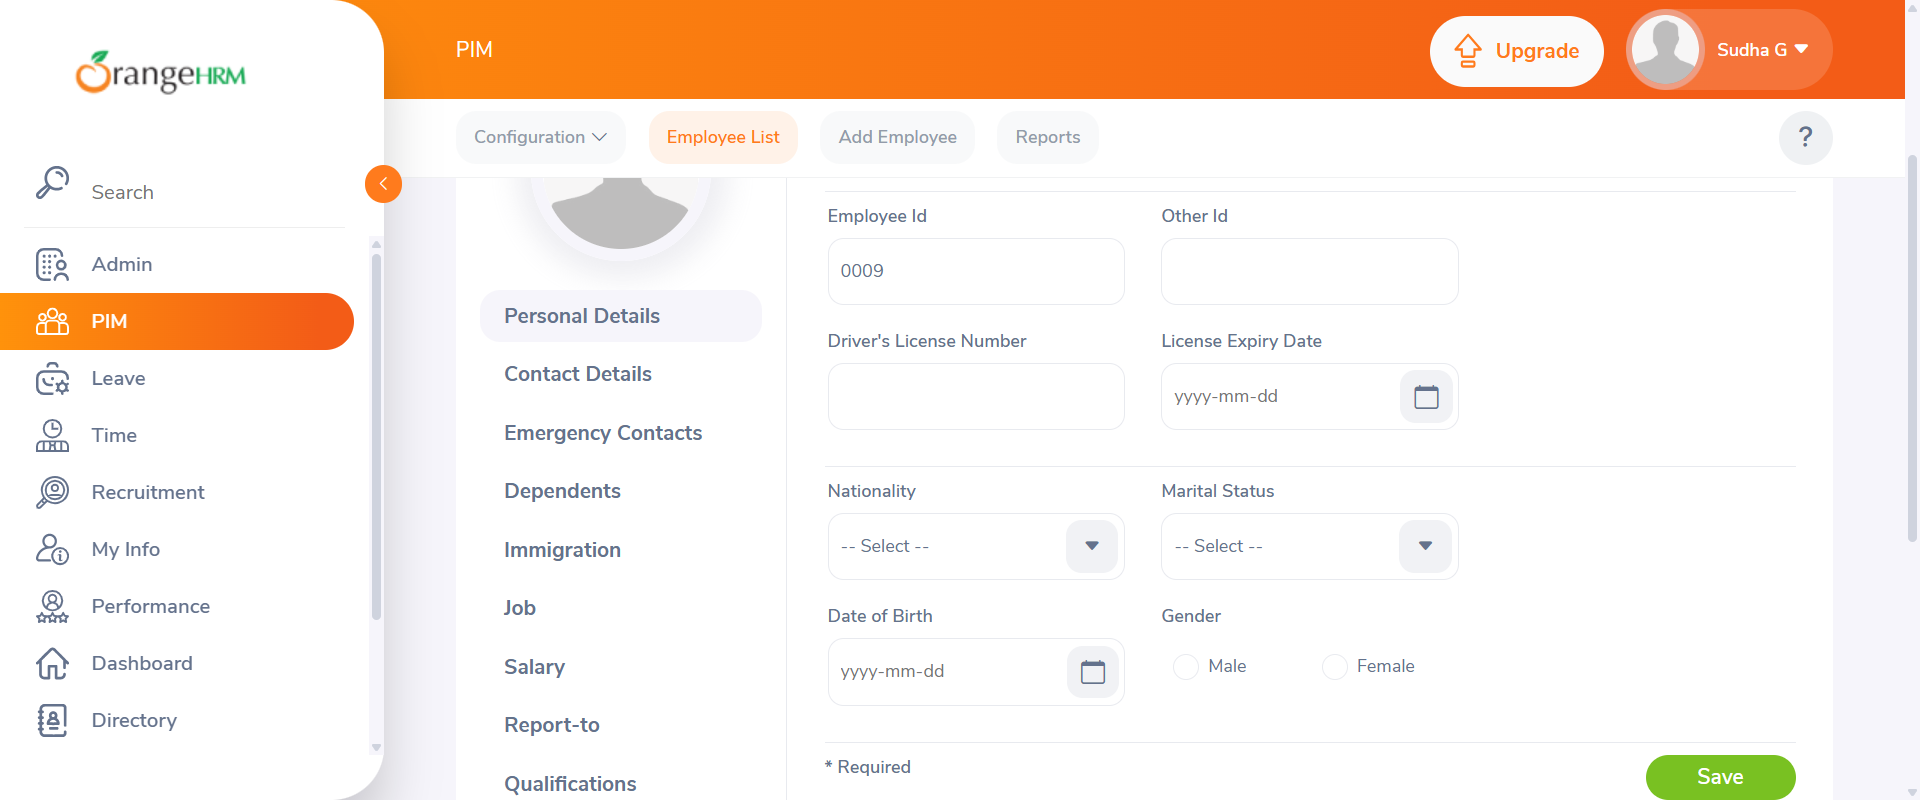 OrangeHRM
PIM
Upgrade
Sudha G
Configuration
Employee List
Add Employee
Reports
?
Search
Admin
PIM
Leave
Time
Recruitment
My Info
Performance
Dashboard
Directory
Personal Details
Contact Details
Emergency Contacts
Dependents
Immigration
Job
Salary
Report-to
Qualifications
Employee Id
Other Id
0009
Driver's License Number
License Expiry Date
yyyy-mm-dd
Nationality
Marital Status
-- Select --
-- Select --
Date of Birth
Gender
yyyy-mm-dd
Male
Female
* Required
Save